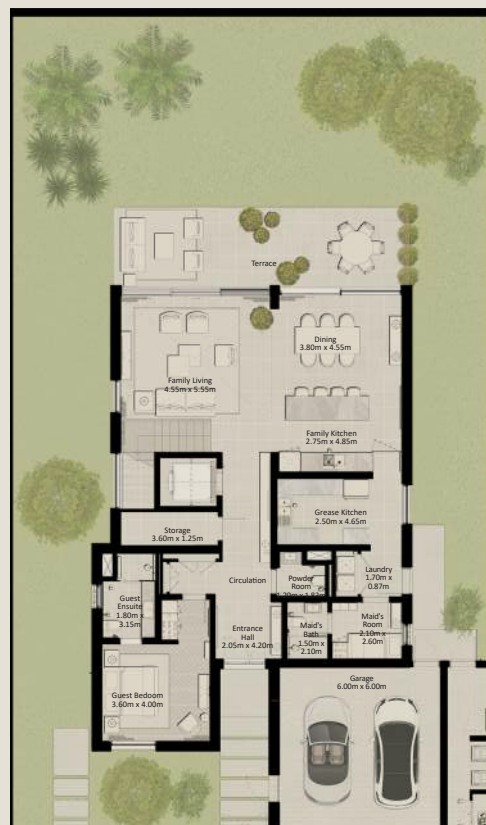 Terrace
Dining
3.80m x 4.55m
Family Living
4.55m x 5.55m
Family Kitchen
2.75m x 4.85m
Grease Kitchen
2.50m x 4.65m
Storage
3.60m x 1.25m
Circulation
Powder
Room
Laundry
1.70m x
0.87m
Guest
Ensuite
1.80m x
3.15m
Entrance
Hall
2.05m x 4.20m
Maid's
Bath
1.50m x
2.10m
Maid's
Room
2.10m x
2.60m
Guest Bedoom
3.60m x 4.00m
Garage
6.00m x 6.00m